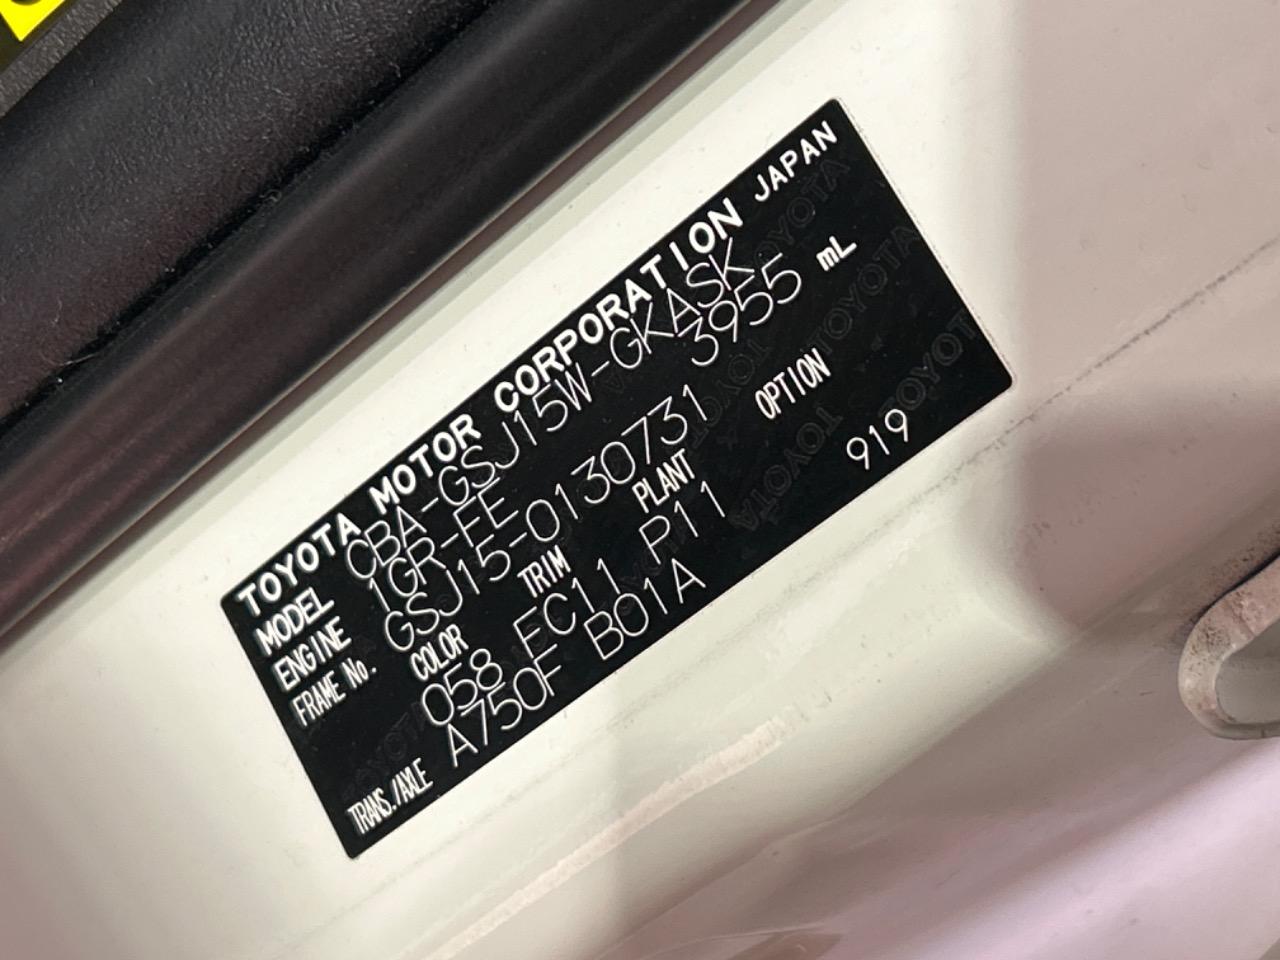 TOYOTA MOTOR CORPORATION JAPAN
MODEL CBA-GSJ15W-GKASK
ENGINE 1GR-FE 3955 mL
FRAME No. GSJ15-0130731
COLOR TRIM PLANT OPTION
058 FC11 P11 919
TRANS./AXLE A750F B01A